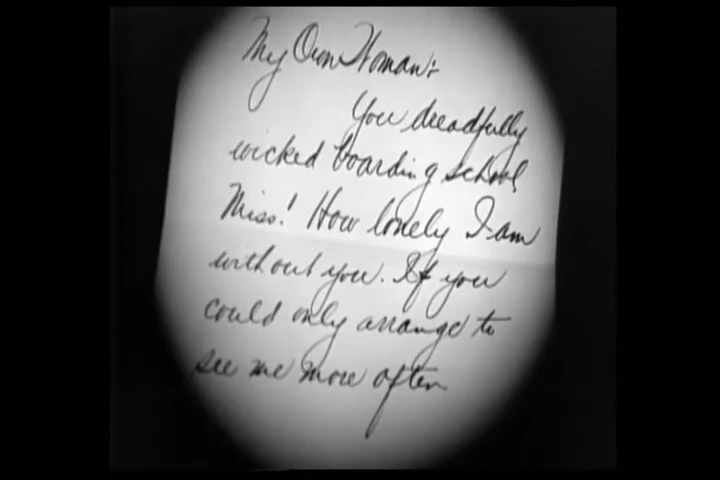 My Own Woman:
You dreadfully
wicked boarding school
Miss! How lonely I am
without you. If you
could only arrange to
see me more often